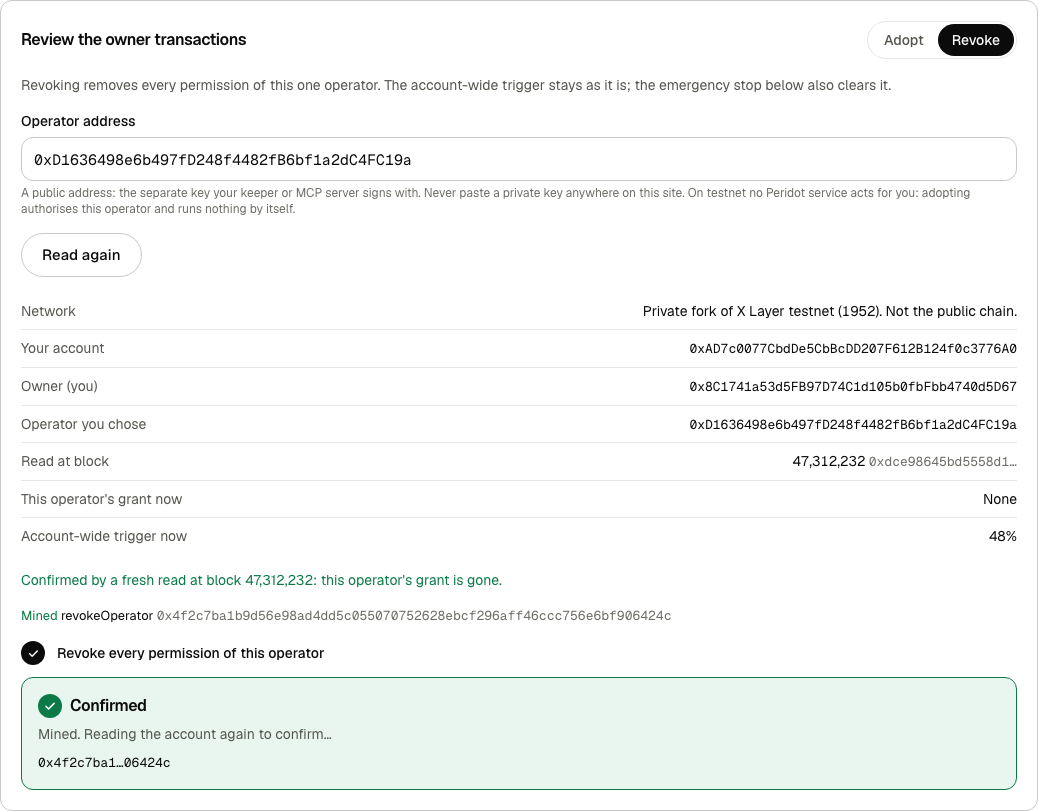 Review the owner transactions
Adopt
Revoke
Revoking removes every permission of this one operator. The account-wide trigger stays as it is; the emergency stop below also clears it.
Operator address
0xD1636498e6b497fD248f4482fB6bf1a2dC4FC19a
A public address: the separate key your keeper or MCP server signs with. Never paste a private key anywhere on this site. On testnet no Peridot service acts for you: adopting
authorises this operator and runs nothing by itself.
Read again
Network
Private fork of X Layer testnet (1952). Not the public chain.
Your account
0xAD7c0077CbdDe5CbBcDD207F612B124f0c3776A0
Owner (you)
0x8C1741a53d5FB97D74C1d105b0fbFbb4740d5D67
Operator you chose
0xD1636498e6b497fD248f4482fB6bf1a2dC4FC19a
Read at block
47,312,232 0xdce98645bd5558d1…
This operator's grant now
None
Account-wide trigger now
48%
Confirmed by a fresh read at block 47,312,232: this operator's grant is gone.
Mined revokeOperator 0x4f2c7ba1b9d56e98ad4dd5c055070752628ebcf296aff46ccc756e6bf906424c
Revoke every permission of this operator
Confirmed
Mined. Reading the account again to confirm…
0x4f2c7ba1…06424c